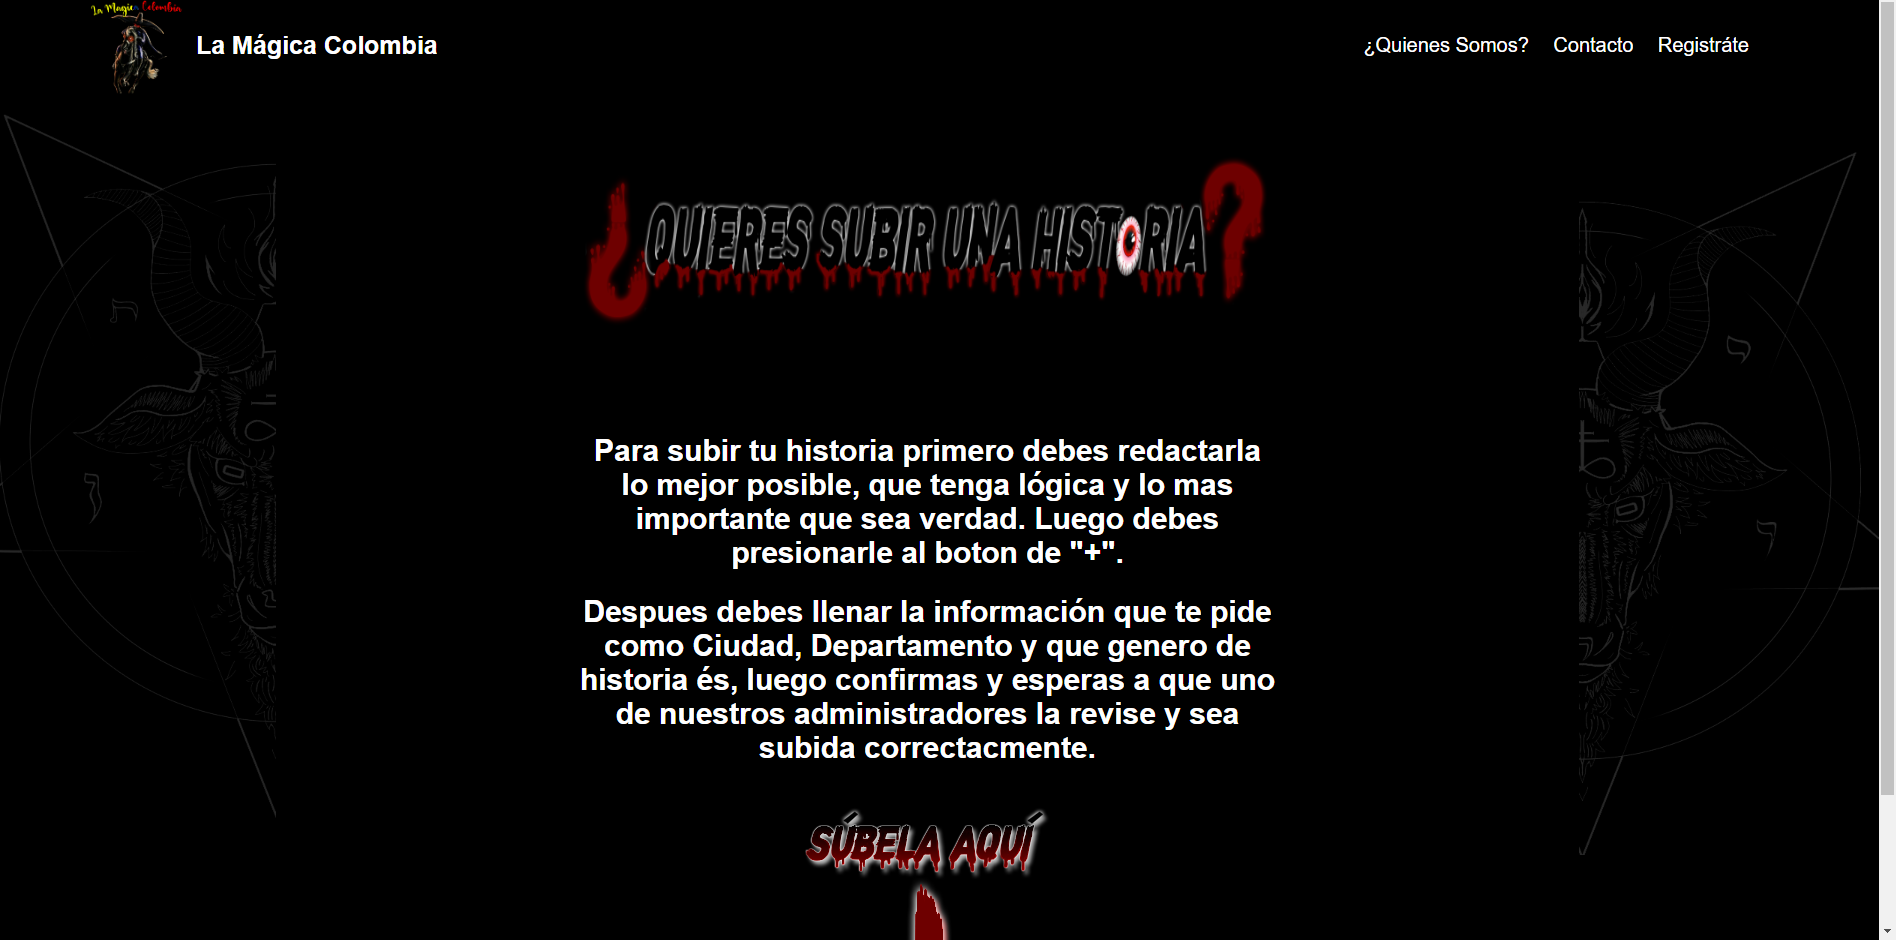 La Magica Colombia
La Mágica Colombia
¿Quienes Somos? Contacto Registráte
¿QUIERES SUBIR UNA HISTORIA?
Para subir tu historia primero debes redactarla
lo mejor posible, que tenga lógica y lo mas
importante que sea verdad. Luego debes
presionarle al boton de "+".
Despues debes llenar la información que te pide
como Ciudad, Departamento y que genero de
historia és, luego confirmas y esperas a que uno
de nuestros administradores la revise y sea
subida correctacmente.
SÚBELA AQUÍ